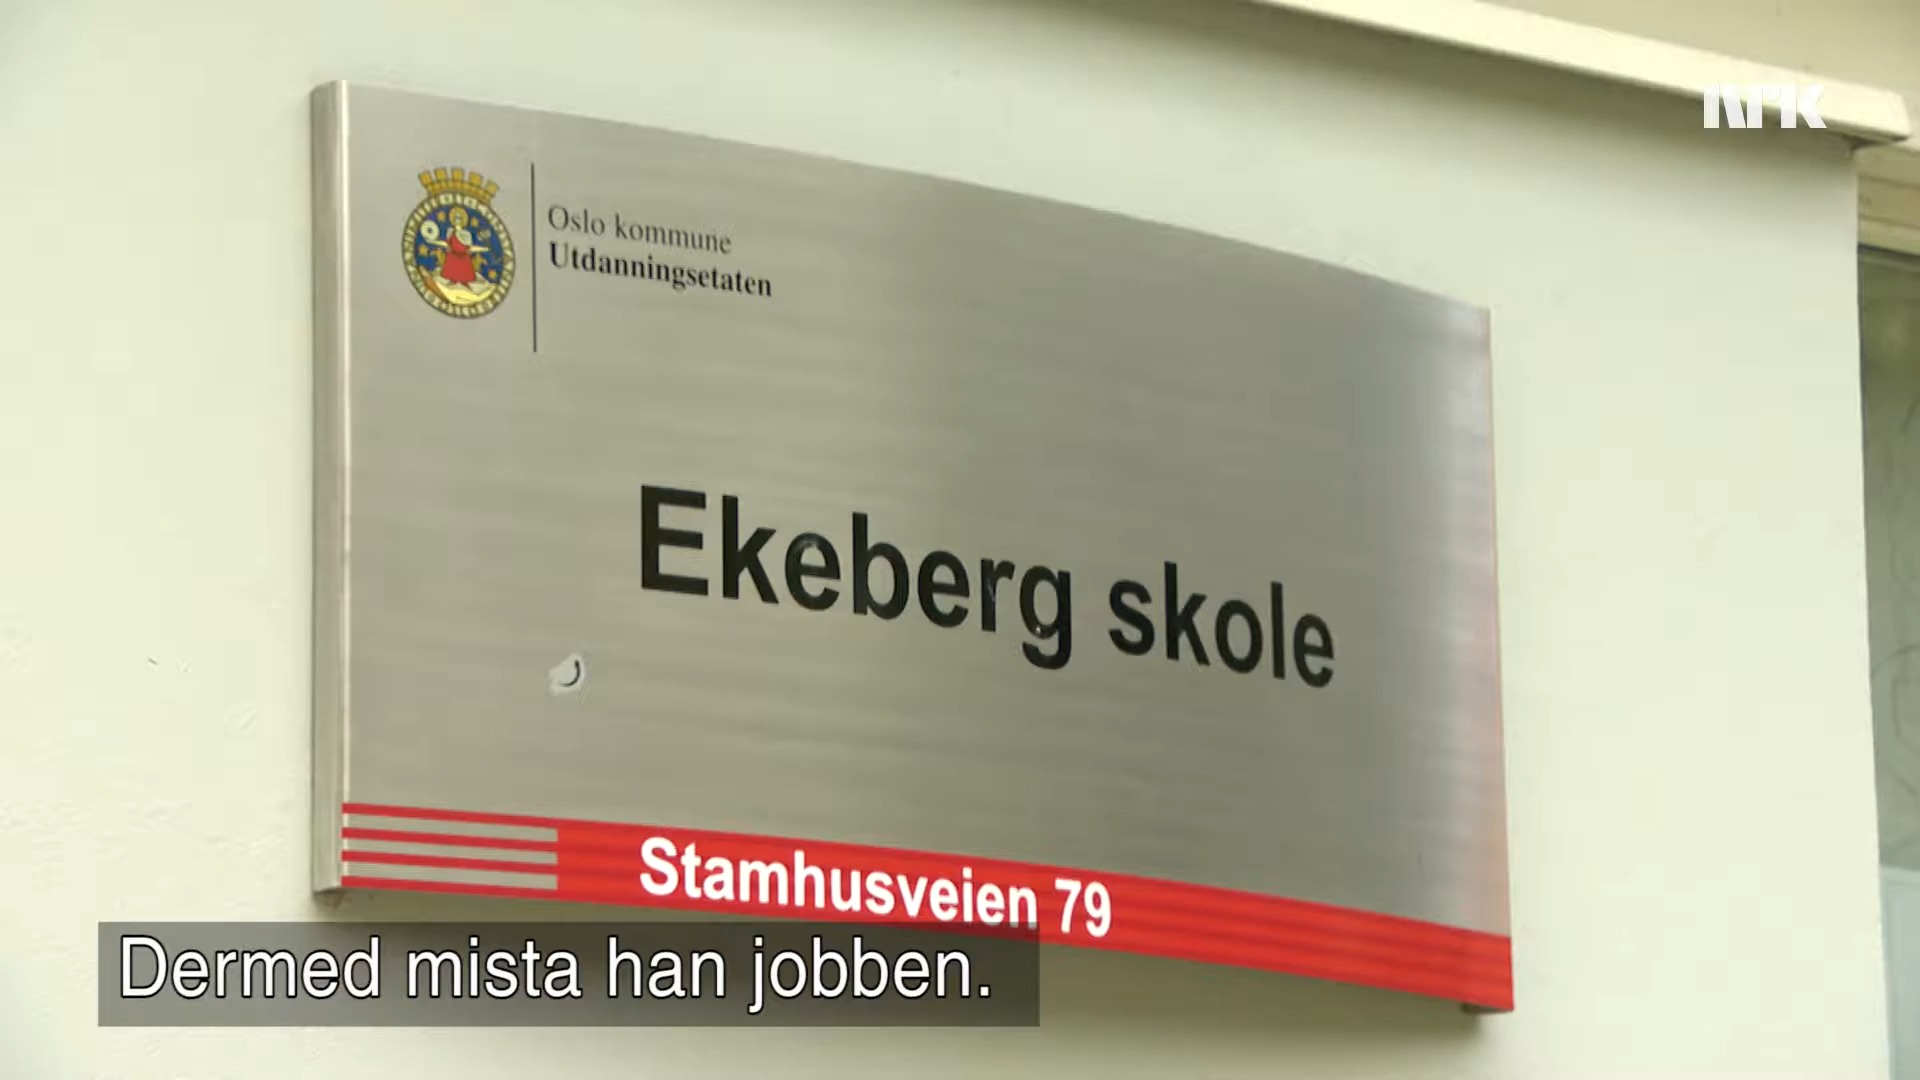 NRK
Oslo kommune
Utdanningsetaten
Ekeberg skole
Stamhusveien 79
Dermed mista han jobben.